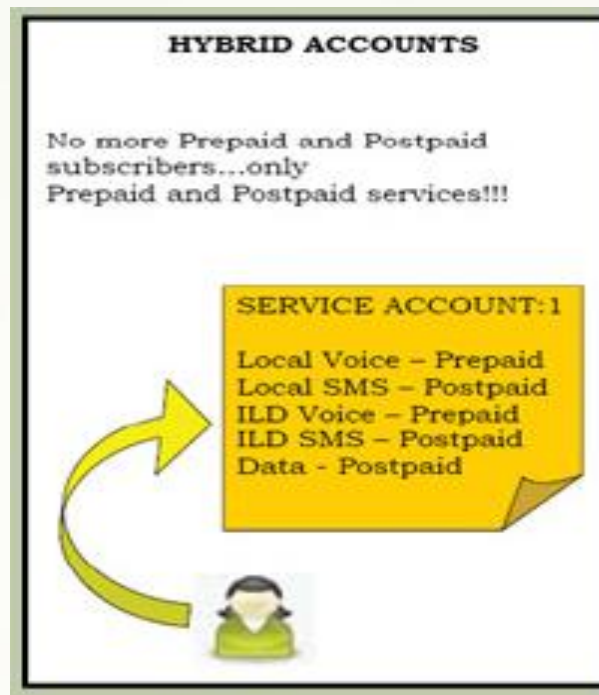 HYBRID ACCOUNTS
No more Prepaid and Postpaid
subscribers...only
Prepaid and Postpaid services!!!
SERVICE ACCOUNT:1
Local Voice – Prepaid
Local SMS – Postpaid
ILD Voice – Prepaid
ILD SMS – Postpaid
Data - Postpaid